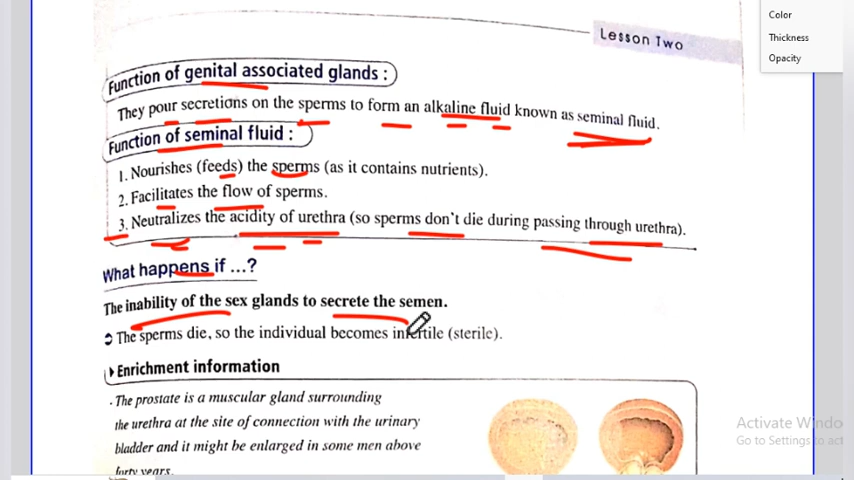 Color
Thickness
Opacity
Lesson Two
Function of genital associated glands :
They pour secretions on the sperms to form an alkaline fluid known as seminal fluid.
Function of seminal fluid :
1. Nourishes (feeds) the sperms (as it contains nutrients).
2. Facilitates the flow of sperms.
3. Neutralizes the acidity of urethra (so sperms don't die during passing through urethra).
What happens if ...?
The inability of the sex glands to secrete the semen.
➲ The sperms die, so the individual becomes infertile (sterile).
Enrichment information
. The prostate is a muscular gland surrounding
the urethra at the site of connection with the urinary
bladder and it might be enlarged in some men above
forty years.
Activate Windo
Go to Settings to act